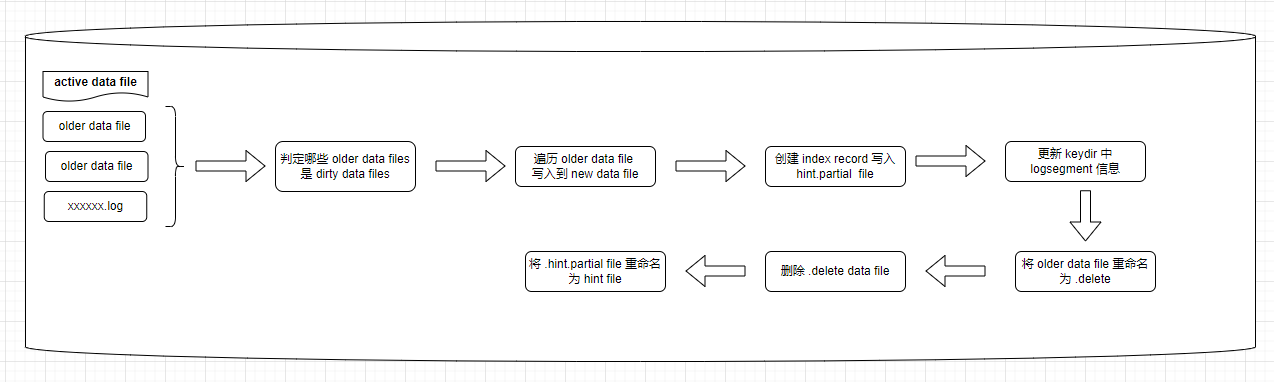 active data file
older data file
older data file
xxxxxx.log
判定哪些 older data files
是 dirty data files
遍历 older data file
写入到 new data file
创建 index record 写入
hint.partial file
更新 keydir 中
logsegment 信息
将 older data file 重命名
为 .delete
删除 .delete data file
将 .hint.partial file 重命名
为 hint file